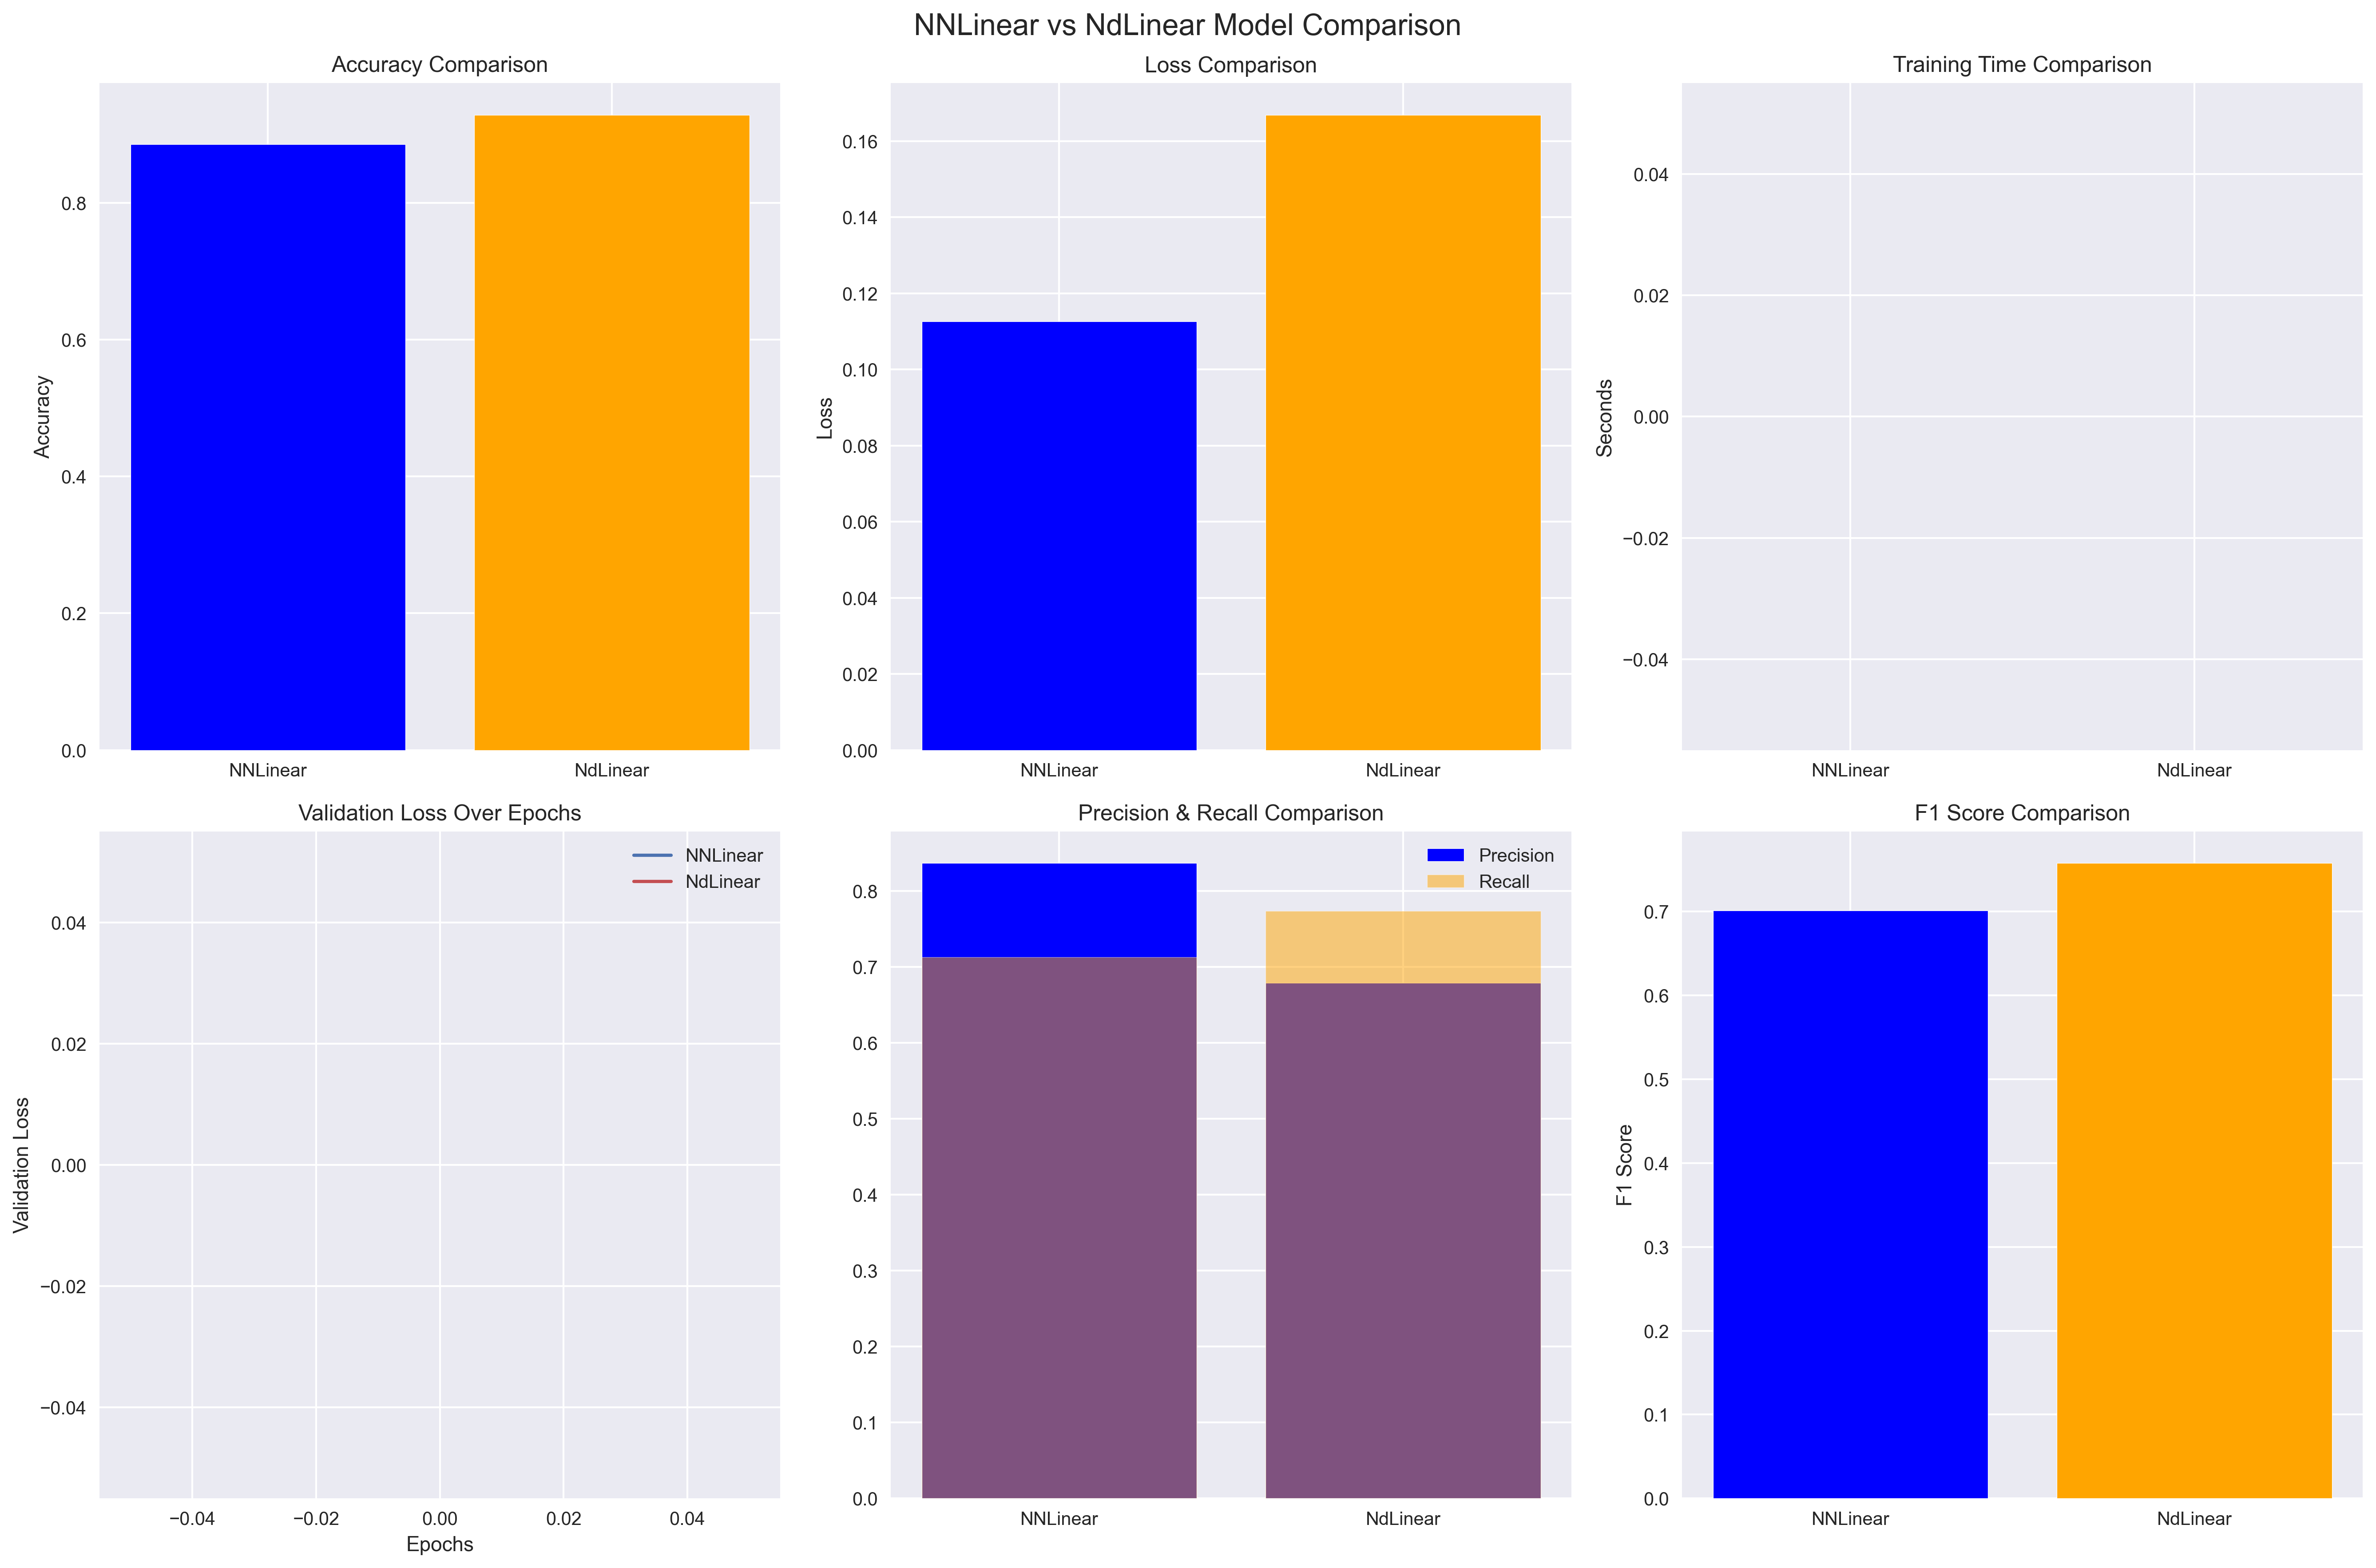 NNLinear vs NdLinear Model Comparison
Accuracy Comparison
Accuracy
0.8
0.6
0.4
0.2
0.0
NNLinear NdLinear
Loss Comparison
Loss
0.16
0.14
0.12
0.10
0.08
0.06
0.04
0.02
0.00
NNLinear NdLinear
Training Time Comparison
Seconds
0.04
0.02
0.00
−0.02
−0.04
NNLinear NdLinear
Validation Loss Over Epochs
NNLinear
NdLinear
Validation Loss
0.04
0.02
0.00
−0.02
−0.04
−0.04 −0.02 0.00 0.02 0.04
Epochs
Precision & Recall Comparison
Precision
Recall
0.8
0.7
0.6
0.5
0.4
0.3
0.2
0.1
0.0
NNLinear NdLinear
F1 Score Comparison
F1 Score
0.7
0.6
0.5
0.4
0.3
0.2
0.1
0.0
NNLinear NdLinear